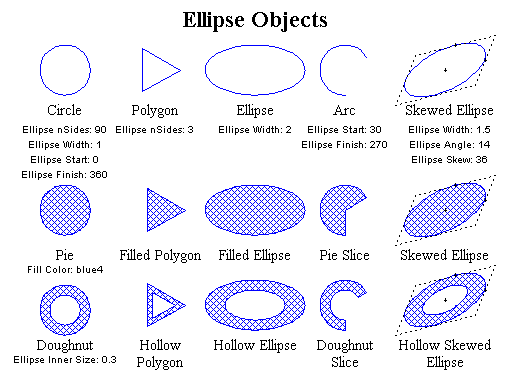 Ellipse Objects
Circle Polygon Ellipse Arc Skewed Ellipse
Ellipse nSides: 90 Ellipse nSides: 3 Ellipse Width: 2 Ellipse Start: 30 Ellipse Width: 1.5
Ellipse Width: 1 Ellipse Finish: 270 Ellipse Angle: 14
Ellipse Start: 0 Ellipse Skew: 36
Ellipse Finish: 360
Pie Filled Polygon Filled Ellipse Pie Slice Skewed Ellipse
Fill Color: blue4
Doughnut Hollow Hollow Ellipse Doughnut Hollow Skewed
Ellipse Inner Size: 0.3 Polygon Slice Ellipse